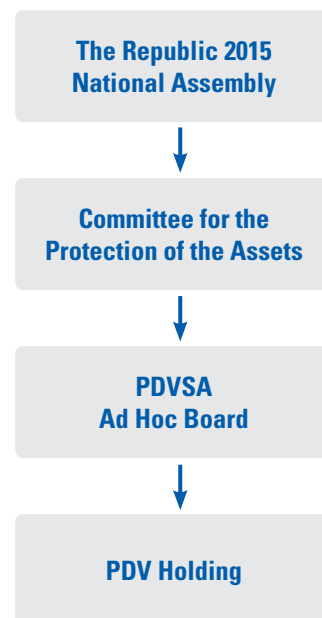 The Republic 2015
National Assembly
Committee for the
Protection of the Assets
PDVSA
Ad Hoc Board
PDV Holding